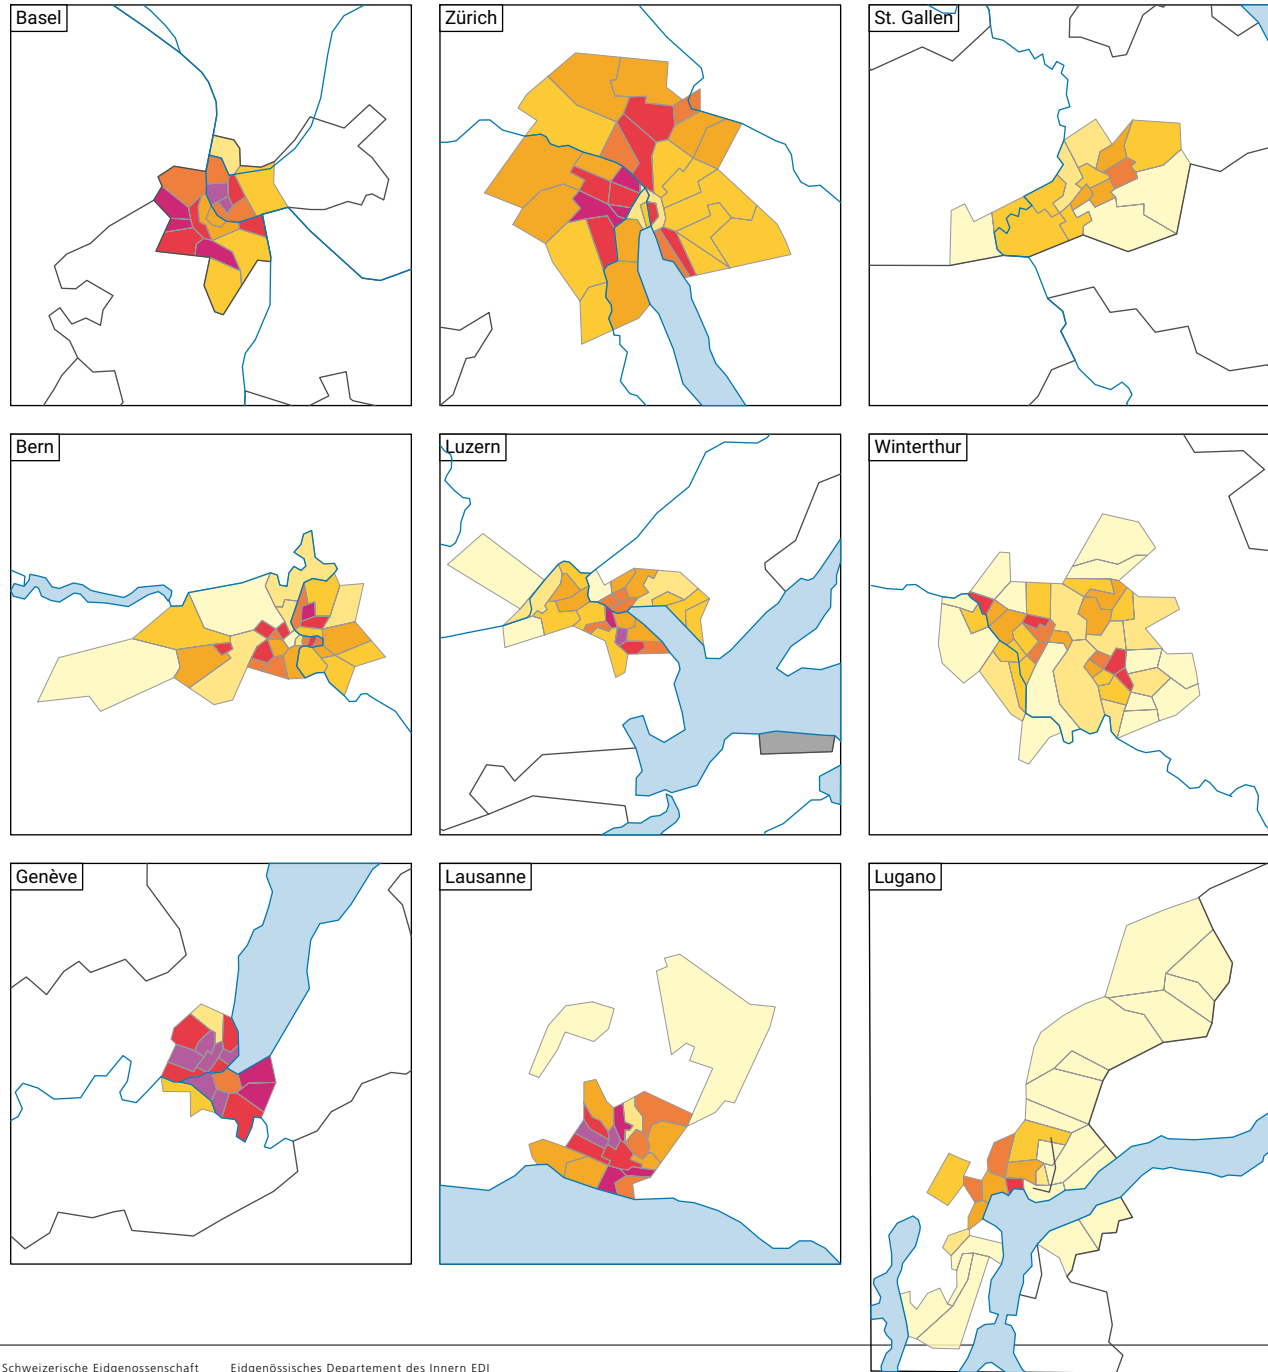 Basel
Zürich
St. Gallen
Bern
Luzern
Winterthur
Genève
Lausanne
Lugano
Schweizerische Eidgenossenschaft Eidgenössisches Departement des Innern EDI